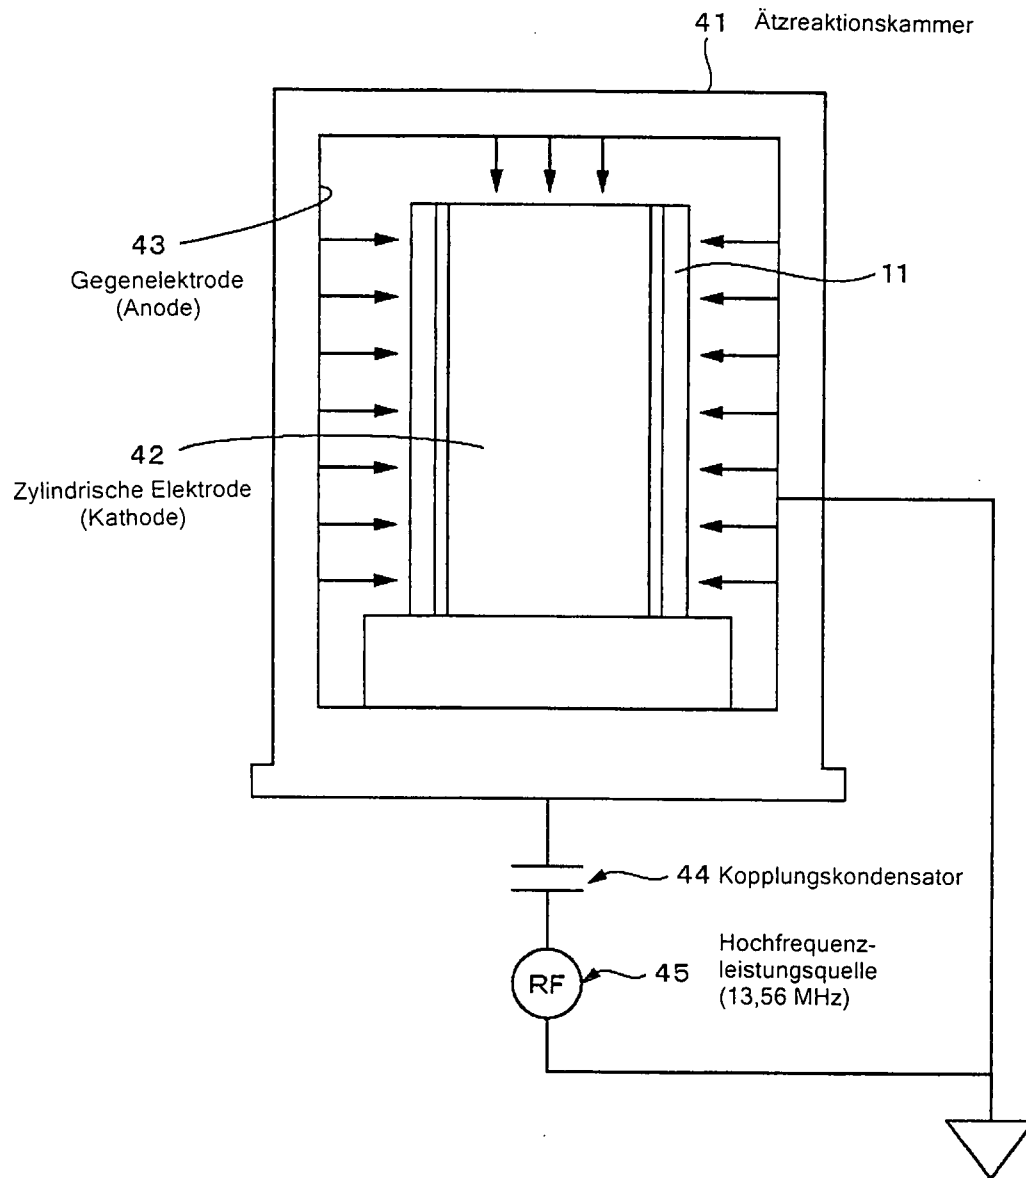 41 Ätzreaktionskammer
43
Gegenelektrode
(Anode)
11
42
Zylindrische Elektrode
(Kathode)
44 Kopplungskondensator
Hochfrequenz-
45 leistungsquelle
(13,56 MHz)
RF